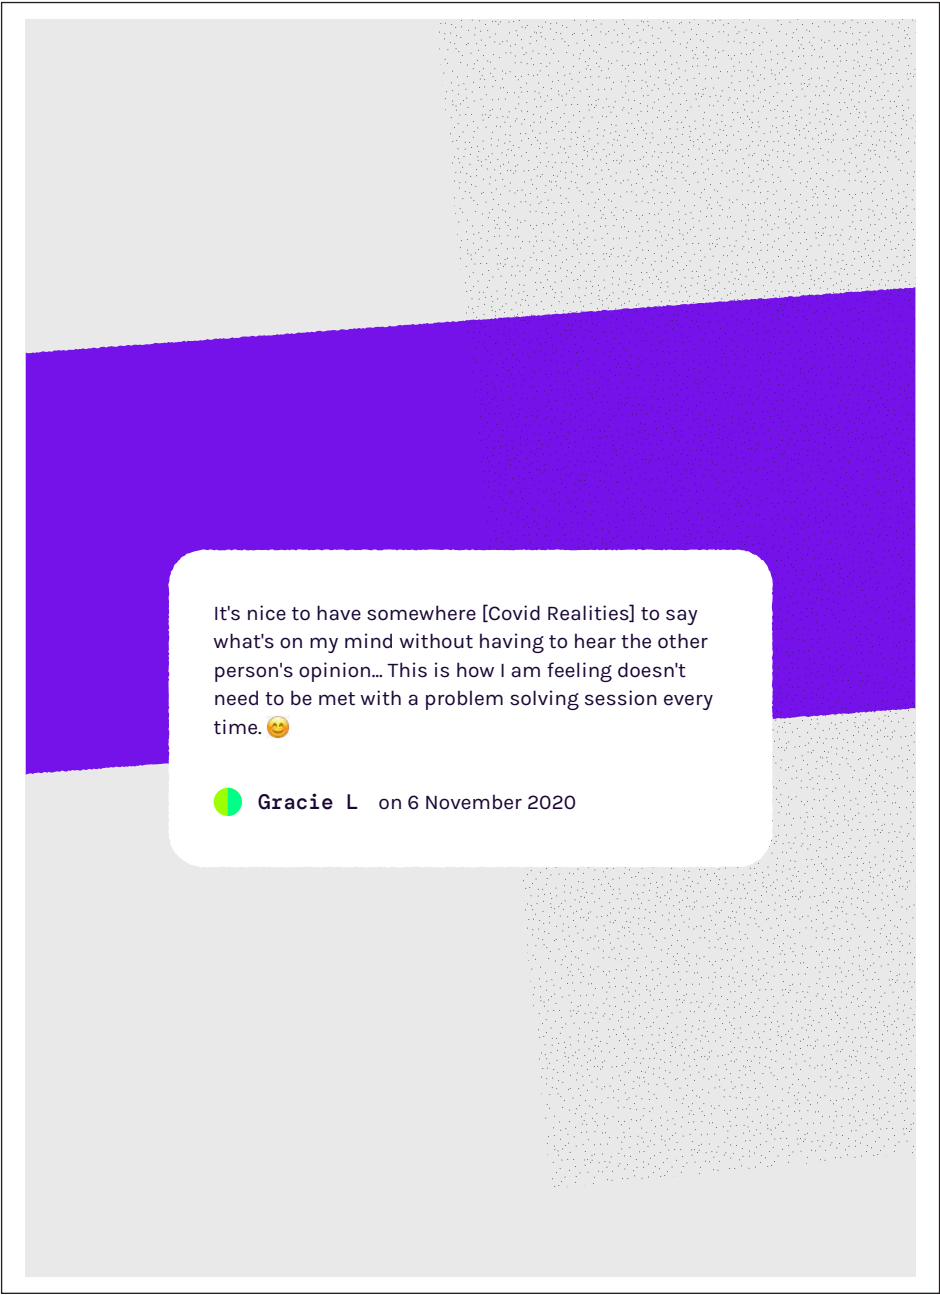 It's nice to have somewhere [Covid Realities] to say
what's on my mind without having to hear the other
person's opinion... This is how I am feeling doesn't
need to be met with a problem solving session every
time. 😊
Gracie L on 6 November 2020